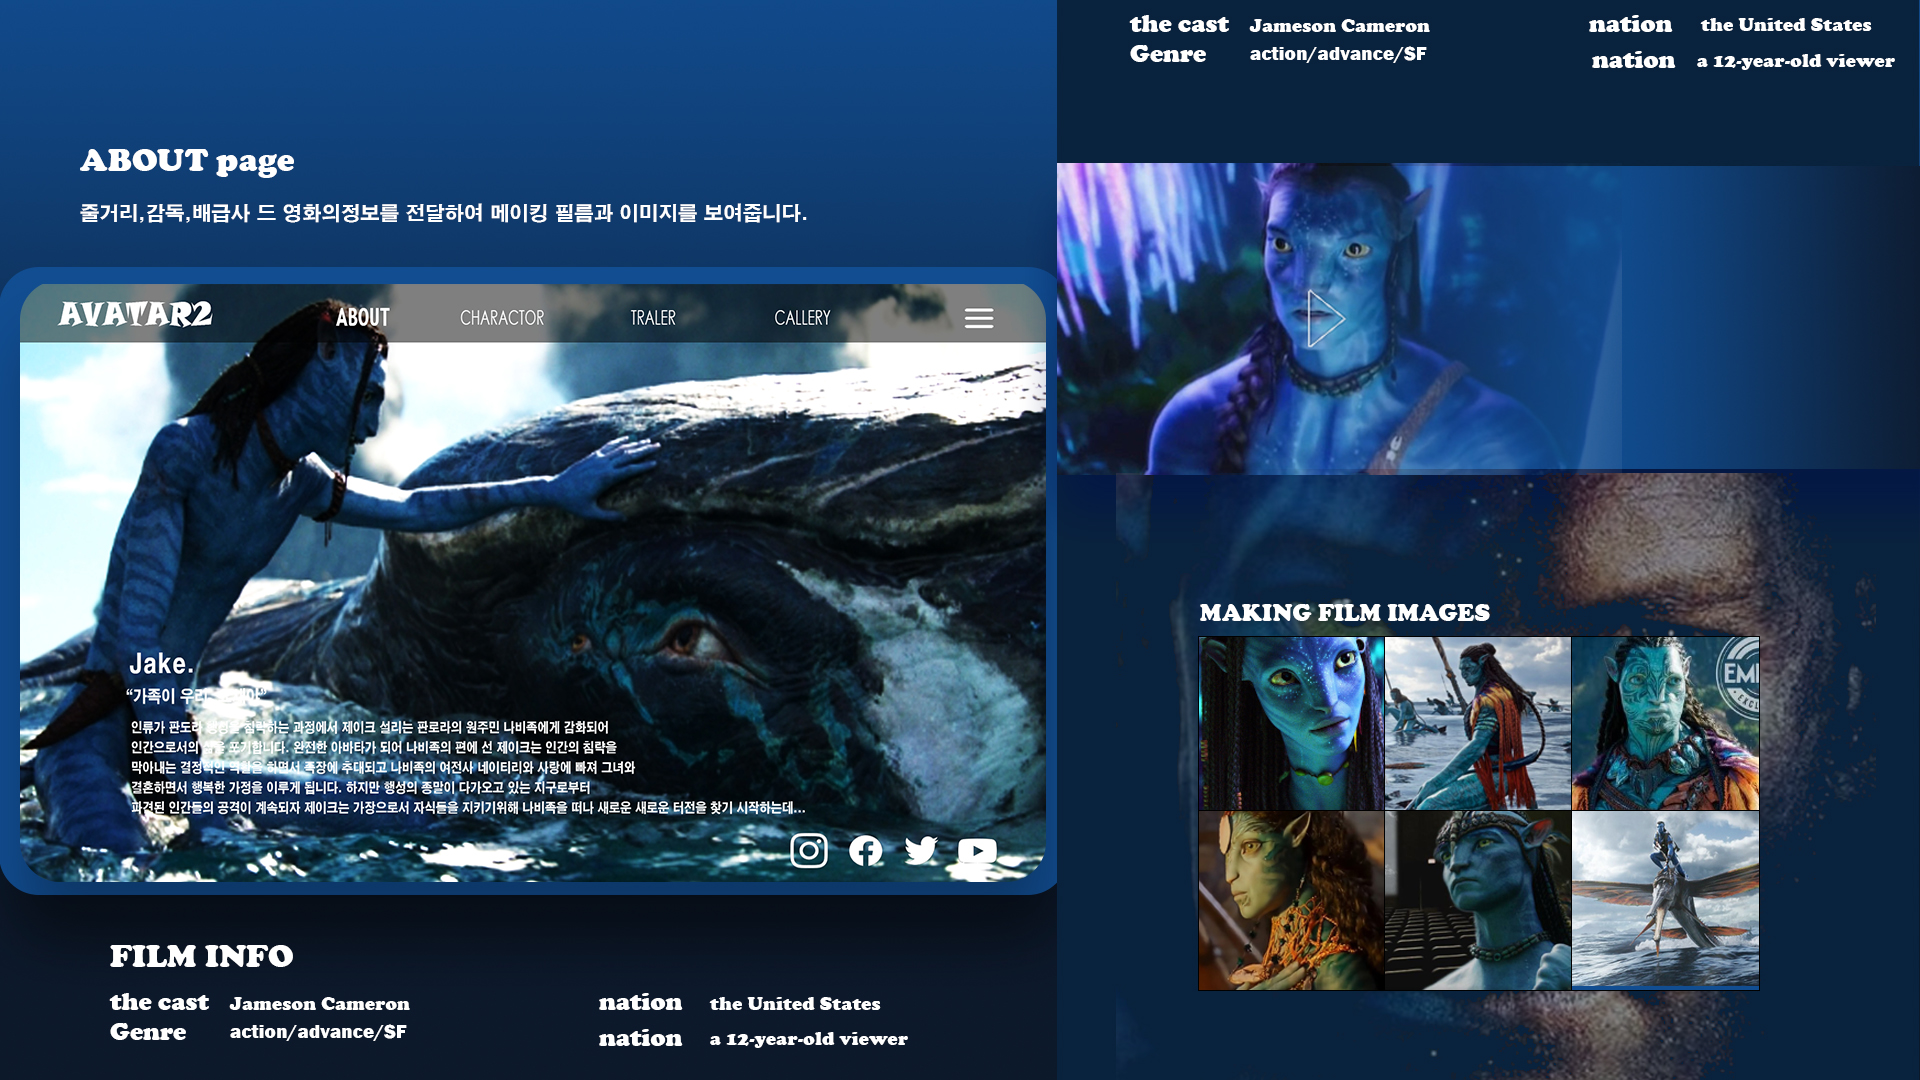 ABOUT page
줄거리,감독,배급사 드 영화의정보를 전달하여 메이킹 필름과 이미지를 보여줍니다.
AVATAR2
ABOUT
CHARACTOR
TRALER
CALLERY
Jake.
“가족이 우리
인류가 판도라 침략하는 과정에서 제이크 설리는 판로라의 원주민 나비족에게 감화되어
인간으로서의 포기합니다. 완전한 아바타가 되어 나비족의 편에 선 제이크는 인간의 침략을
막아내는 결정적인 역할을 하면서 족장에 추대되고 나비족의 여전사 네이티리와 사랑에 빠져 그녀와
결혼하면서 행복한 가정을 이루게 됩니다. 하지만 행성의 종말이 다가오고 있는 지구로부터
파견된 인간들의 공격이 계속되자 제이크는 가장으로서 자식들을 지키기위해 나비족을 떠나 새로운 새로운 터전을 찾기 시작하는데...
FILM INFO
the cast Jameson Cameron
Genre action/advance/SF
nation the United States
nation a 12-year-old viewer
the cast Jameson Cameron
Genre action/advance/SF
nation the United States
nation a 12-year-old viewer
MAKING FILM IMAGES
EM